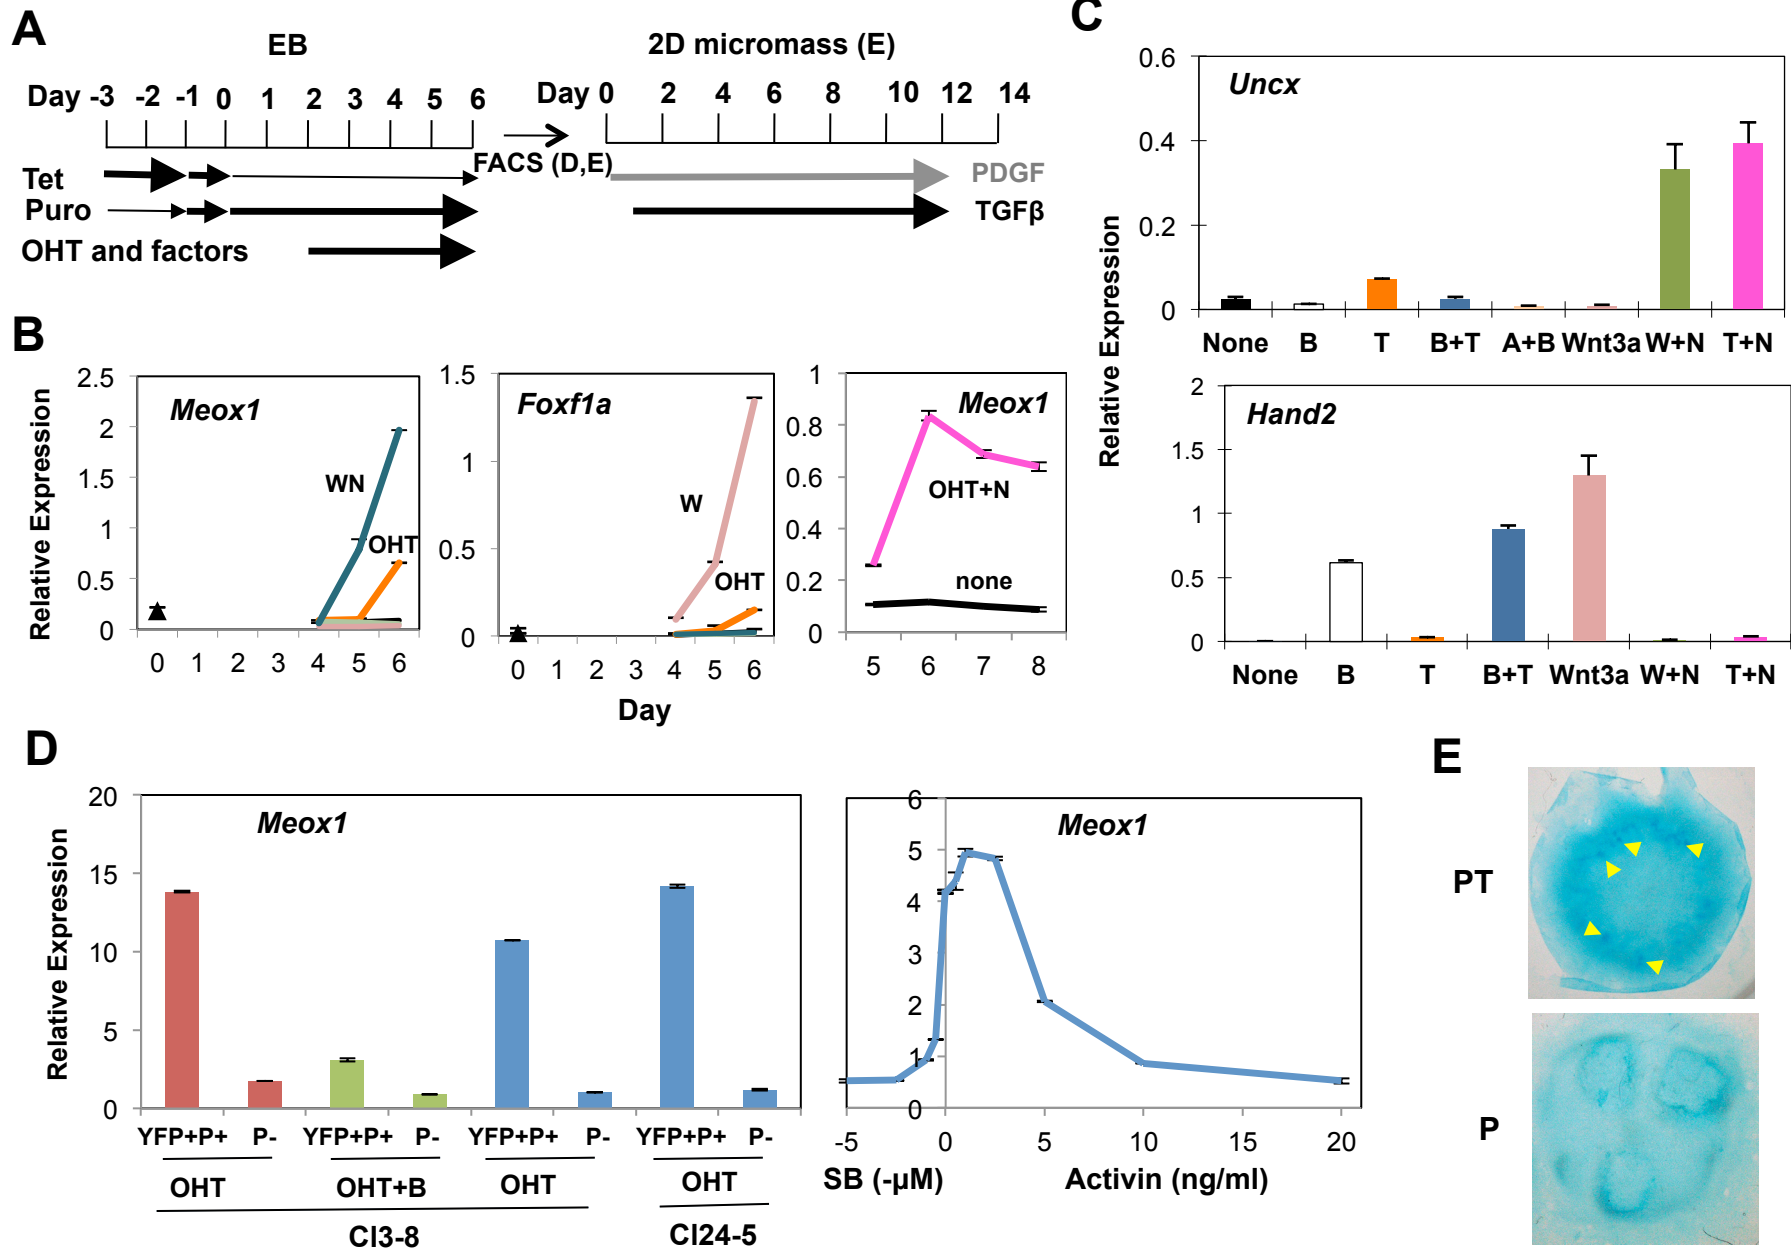 A
EB
2D micromass (E)
Day -3 -2 -1 0 1 2 3 4 5 6
Day 0 2 4 6 8 10 12 14
FACS (D,E)
Tet
Puro
OHT and factors
PDGF
TGFβ
B
Relative Expression
2.5
2
1.5
1
0.5
0
Meox1
WN
OHT
0 1 2 3 4 5 6
1.5
1
0.5
0
Foxf1a
W
OHT
0 1 2 3 4 5 6
Day
1
0.8
0.6
0.4
0.2
0
Meox1
OHT+N
none
5 6 7 8
C
Relative Expression
0.6
0.4
0.2
0
Uncx
None B T B+T A+B Wnt3a W+N T+N
2
1.5
1
0.5
0
Hand2
None B T B+T Wnt3a W+N T+N
D
Relative Expression
20
15
10
5
0
Meox1
YFP+P+ P- YFP+P+ P- YFP+P+ P- YFP+P+ P-
OHT OHT+B OHT OHT
Cl3-8 Cl24-5
6
5
4
3
2
1
0
Meox1
-5 0 5 10 15 20
SB (-µM) Activin (ng/ml)
E
PT
P